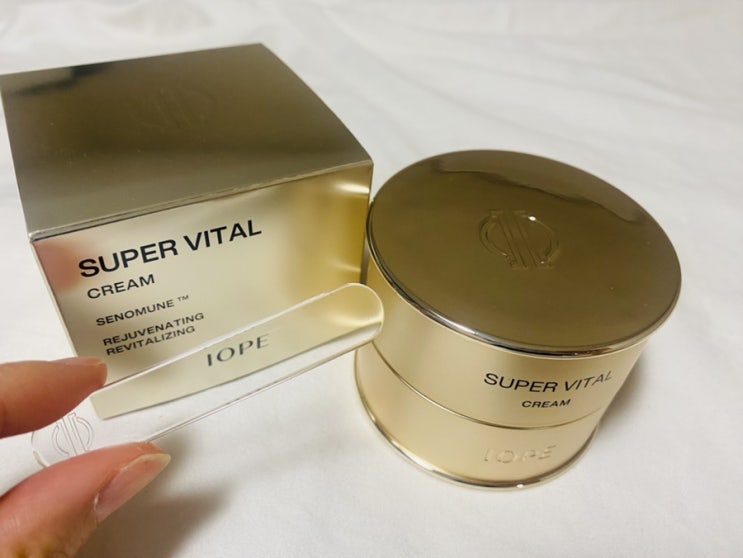 SUPER VITAL
CREAM
SENOMUNE™
REJUVENATING
REVITALIZING
IOPE
SUPER VITAL
CREAM
IOPE